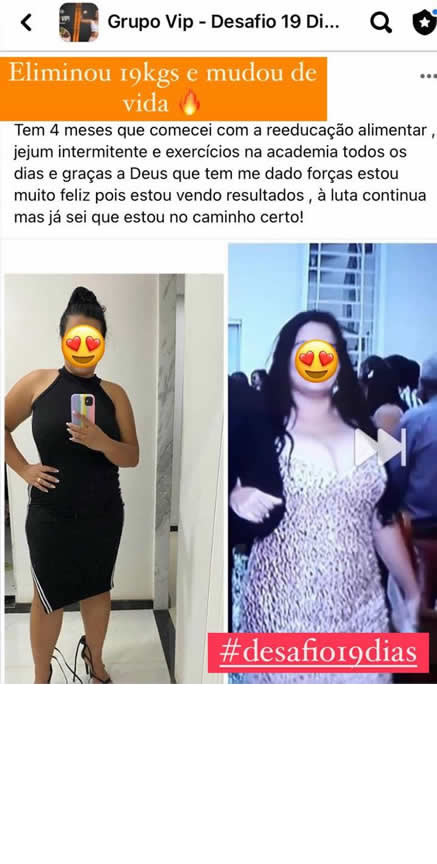 Grupo Vip - Desafio 19 Di...
Eliminou 19kgs e mudou de
vida 🔥
Tem 4 meses que comecei com a reeducação alimentar ,
jejum intermitente e exercícios na academia todos os
dias e graças a Deus que tem me dado forças estou
muito feliz pois estou vendo resultados , à luta continua
mas já sei que estou no caminho certo!
#desafio19dias